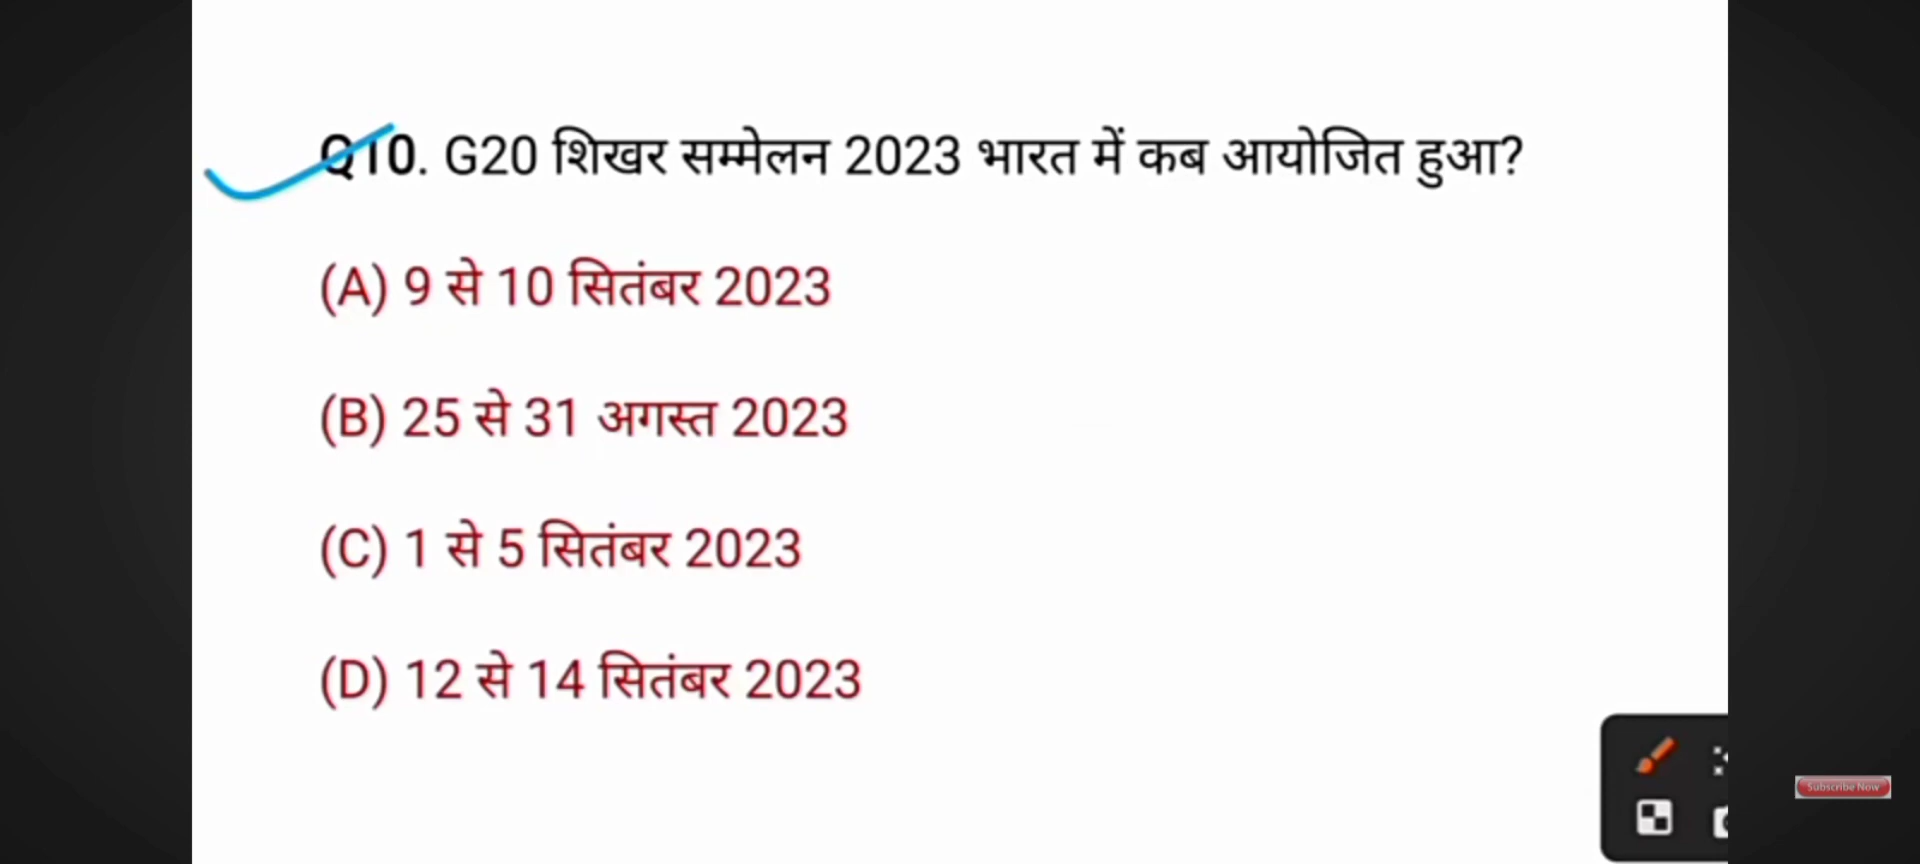 Q10. G20 शिखर सम्मेलन 2023 भारत में कब आयोजित हुआ?
(A) 9 से 10 सितंबर 2023
(B) 25 से 31 अगस्त 2023
(C) 1 से 5 सितंबर 2023
(D) 12 से 14 सितंबर 2023
Subscribe Now